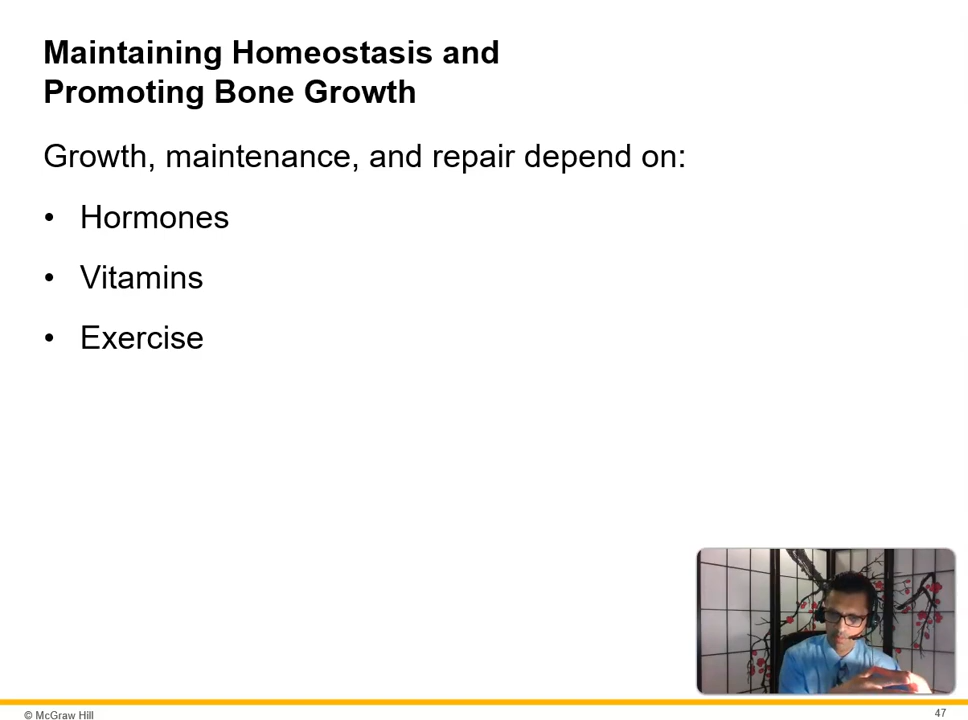 Maintaining Homeostasis and
Promoting Bone Growth
Growth, maintenance, and repair depend on:
• Hormones
• Vitamins
• Exercise
© McGraw Hill
47